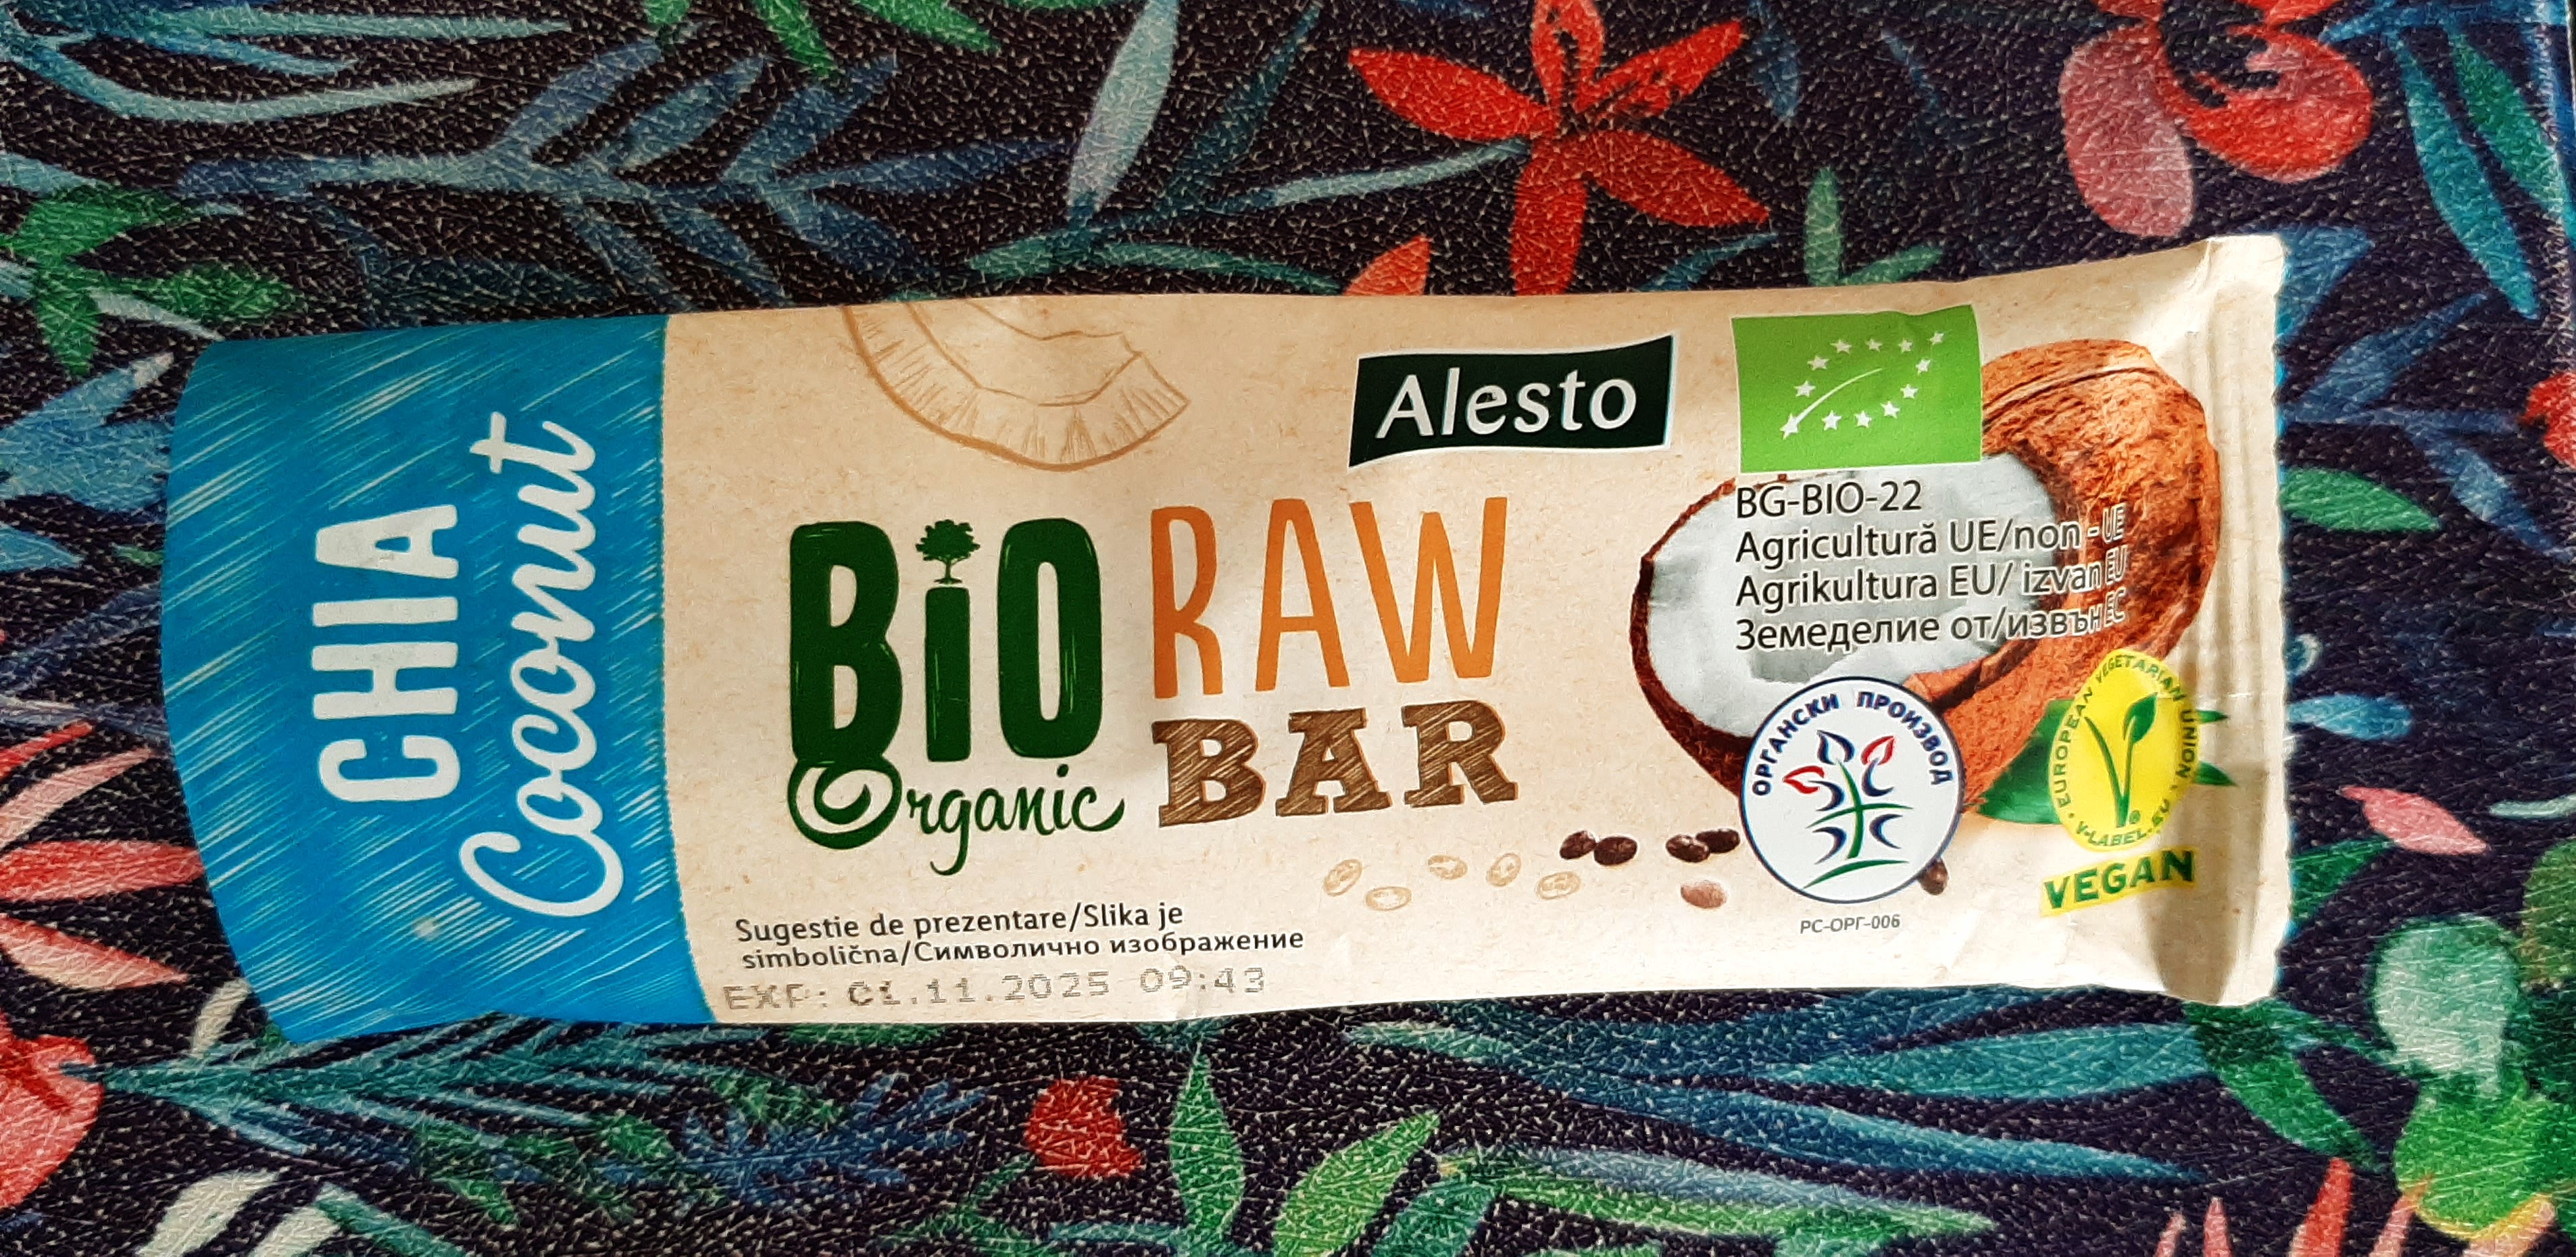 CHIA
Coconut
BiO
Organic
RAW
BAR
Alesto
BG-BIO-22
Agricultură UE/non-UE
Agrikultura EU/ izvan EU
Земеделие от/извън ЕС
ОРГАНСКИ ПРОИЗВОД
РС-ОРГ-006
EUROPEAN VEGETARIAN UNION
V-LABEL.EU
VEGAN
Sugestie de prezentare/Slika je
simbolična/Символично изображение
EXP: 01.11.2025 09:43